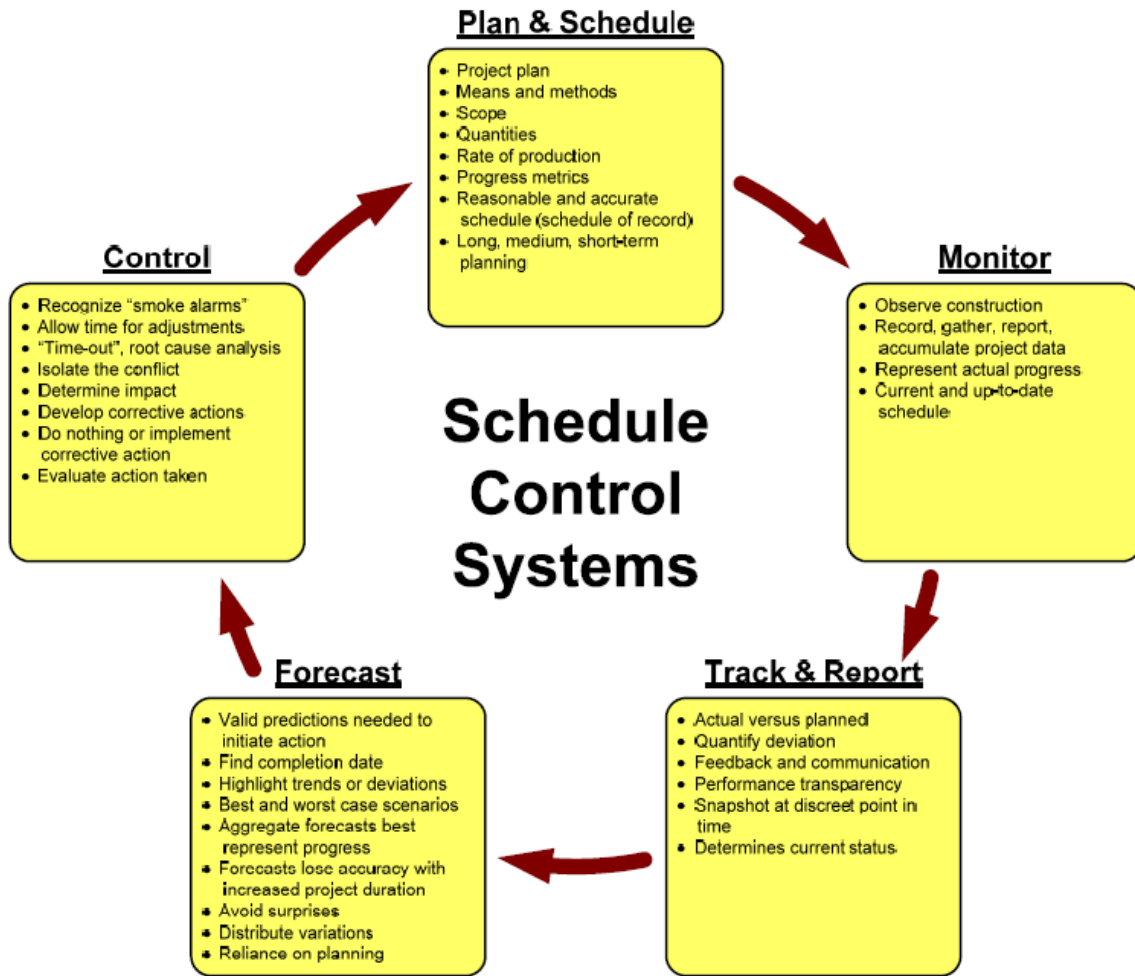 Plan & Schedule
• Project plan
• Means and methods
• Scope
• Quantities
• Rate of production
• Progress metrics
• Reasonable and accurate
schedule (schedule of record)
• Long, medium, short-term
planning
Monitor
• Observe construction
• Record, gather, report,
accumulate project data
• Represent actual progress
• Current and up-to-date
schedule
Track & Report
• Actual versus planned
• Quantify deviation
• Feedback and communication
• Performance transparency
• Snapshot at discreet point in
time
• Determines current status
Forecast
• Valid predictions needed to
initiate action
• Find completion date
• Highlight trends or deviations
• Best and worst case scenarios
• Aggregate forecasts best
represent progress
• Forecasts lose accuracy with
increased project duration
• Avoid surprises
• Distribute variations
• Reliance on planning
Control
• Recognize “smoke alarms”
• Allow time for adjustments
• “Time-out”, root cause analysis
• Isolate the conflict
• Determine impact
• Develop corrective actions
• Do nothing or implement
corrective action
• Evaluate action taken
Schedule
Control
Systems